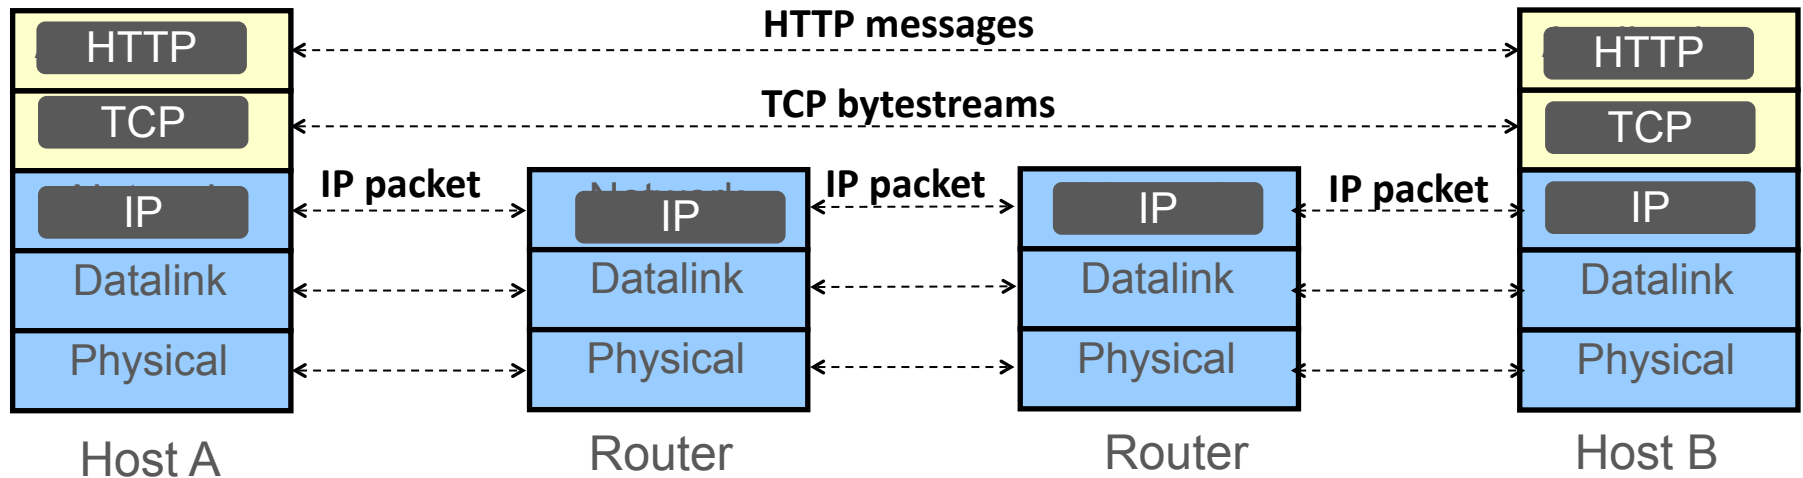 HTTP messages
HTTP
HTTP
TCP bytestreams
TCP
TCP
IP packet
IP packet
IP packet
IP
Network
IP
IP
IP
Datalink
Datalink
Datalink
Datalink
Physical
Physical
Physical
Physical
Host A
Router
Router
Host B